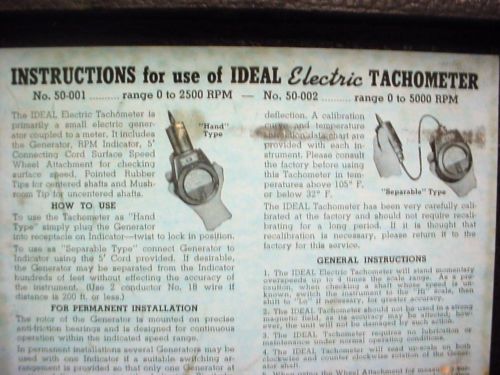 INSTRUCTIONS for use of IDEAL Electric TACHOMETER
No. 50-001 ......... range 0 to 2500 RPM — No. 50-002 ......... range 0 to 5000 RPM
The IDEAL Electric Tachometer is
primarily a small electric gener-
ator coupled to a meter. It includes
the Generator, RPM Indicator, 5'
Connecting Cord Surface Speed
Wheel Attachment for checking
surface speed, Pointed Rubber
Tips for centered shafts and Mush-
room Tip for uncentered shafts.
"Hand"
Type
HOW TO USE
To use the Tachometer as "Hand
Type" simply plug the Generator
into receptacle on Indicator—twist to lock in position.
To use as "Separable Type" connect Generator to
Indicator using the 5' Cord provided. If desirable,
the Generator may be separated from the Indicator
hundreds of feet without effecting the accuracy of
the instrument. (Use 2 conductor No. 18 wire if
distance is 200 ft. or less.)
FOR PERMANENT INSTALLATION
The rotor of the Generator is mounted on precise
anti-friction bearings and is designed for continuous
operation within the indicated speed range.
In permanent installations several Generators may be
used with one Indicator if a suitable switching ar-
rangement is provided so that only one Generator at
deflection. A calibration
curve and temperature
data chart are
provided with each in-
strument. Please consult
the factory before using
this Tachometer in tem-
peratures above 105° F.
or below 32° F.
"Separable" Type
The IDEAL Tachometer has been very carefully cali-
brated at the factory and should not require recali-
brating for a long period. If it is thought that
recalibration is necessary, please return it to the
factory for this service.
GENERAL INSTRUCTIONS
1. The IDEAL Electric Tachometer will stand momentary
overspeeds up to 4 times the scale range. As a pre-
caution, when checking a shaft whose speed is un-
known, switch the instrument to the "Hi" scale, then
shift to "Lo" if necessary, for greater accuracy.
2. The IDEAL Tachometer should not be used in a strong
magnetic field, as its accuracy may be affected; how-
ever, the unit will not be damaged by such action.
3. The IDEAL Tachometer requires no lubrication or
maintenance under normal operating conditions.
4. The IDEAL Tachometer will read up-scale on both
clockwise and counter clockwise rotation of the Gener-
ator shaft.
5. When using the Wheel Attachment for